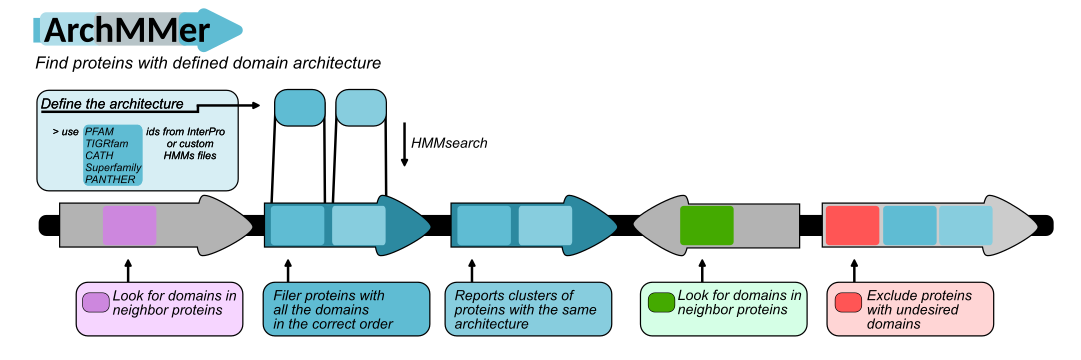 ArchMMer
Find proteins with defined domain architecture
Define the architecture
> use PFAM ids from InterPro
TIGRfam or custom
CATH HMMs files
Superfamily
PANTHER
HMMsearch
Look for domains in
neighbor proteins
Filer proteins with
all the domains
in the correct order
Reports clusters of
proteins with the same
architecture
Look for domains in
neighbor proteins
Exclude proteins
with undesired
domains